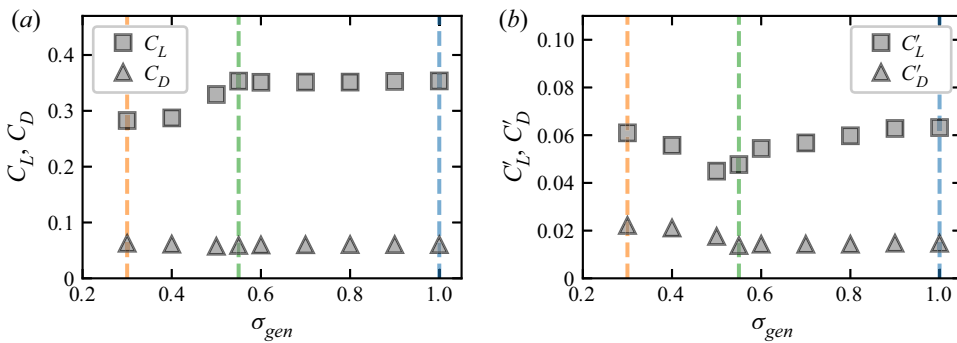 (a)
C_L
C_D
0.4
0.3
0.2
0.1
0
C_L, C_D
0.2 0.4 0.6 0.8 1.0
σ_gen
(b)
C′_L
C′_D
0.10
0.08
0.06
0.04
0.02
0
C′_L, C′_D
0.2 0.4 0.6 0.8 1.0
σ_gen